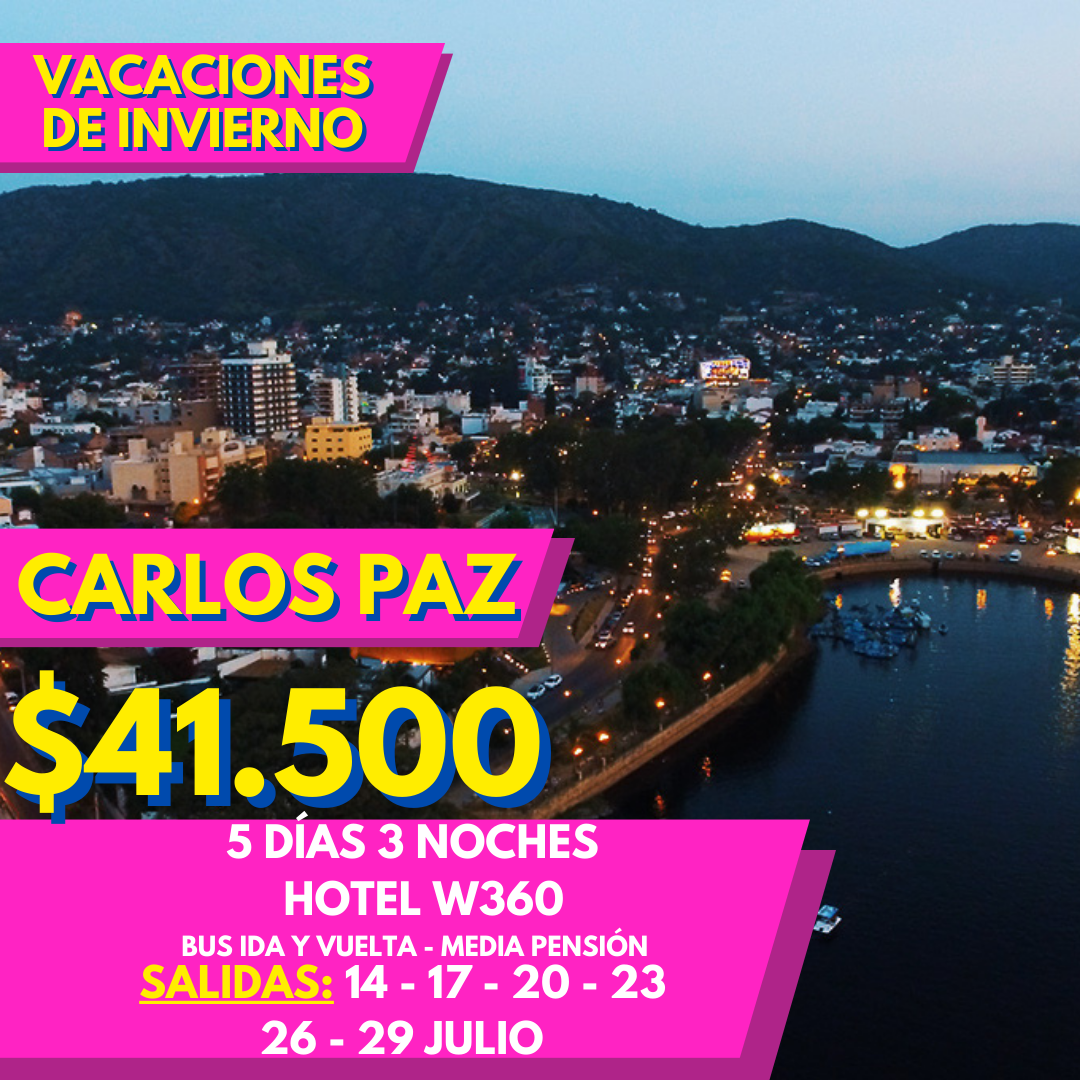 VACACIONES
DE INVIERNO
CARLOS PAZ
$41.500
5 DÍAS 3 NOCHES
HOTEL W360
BUS IDA Y VUELTA - MEDIA PENSIÓN
SALIDAS: 14 - 17 - 20 - 23
26 - 29 JULIO